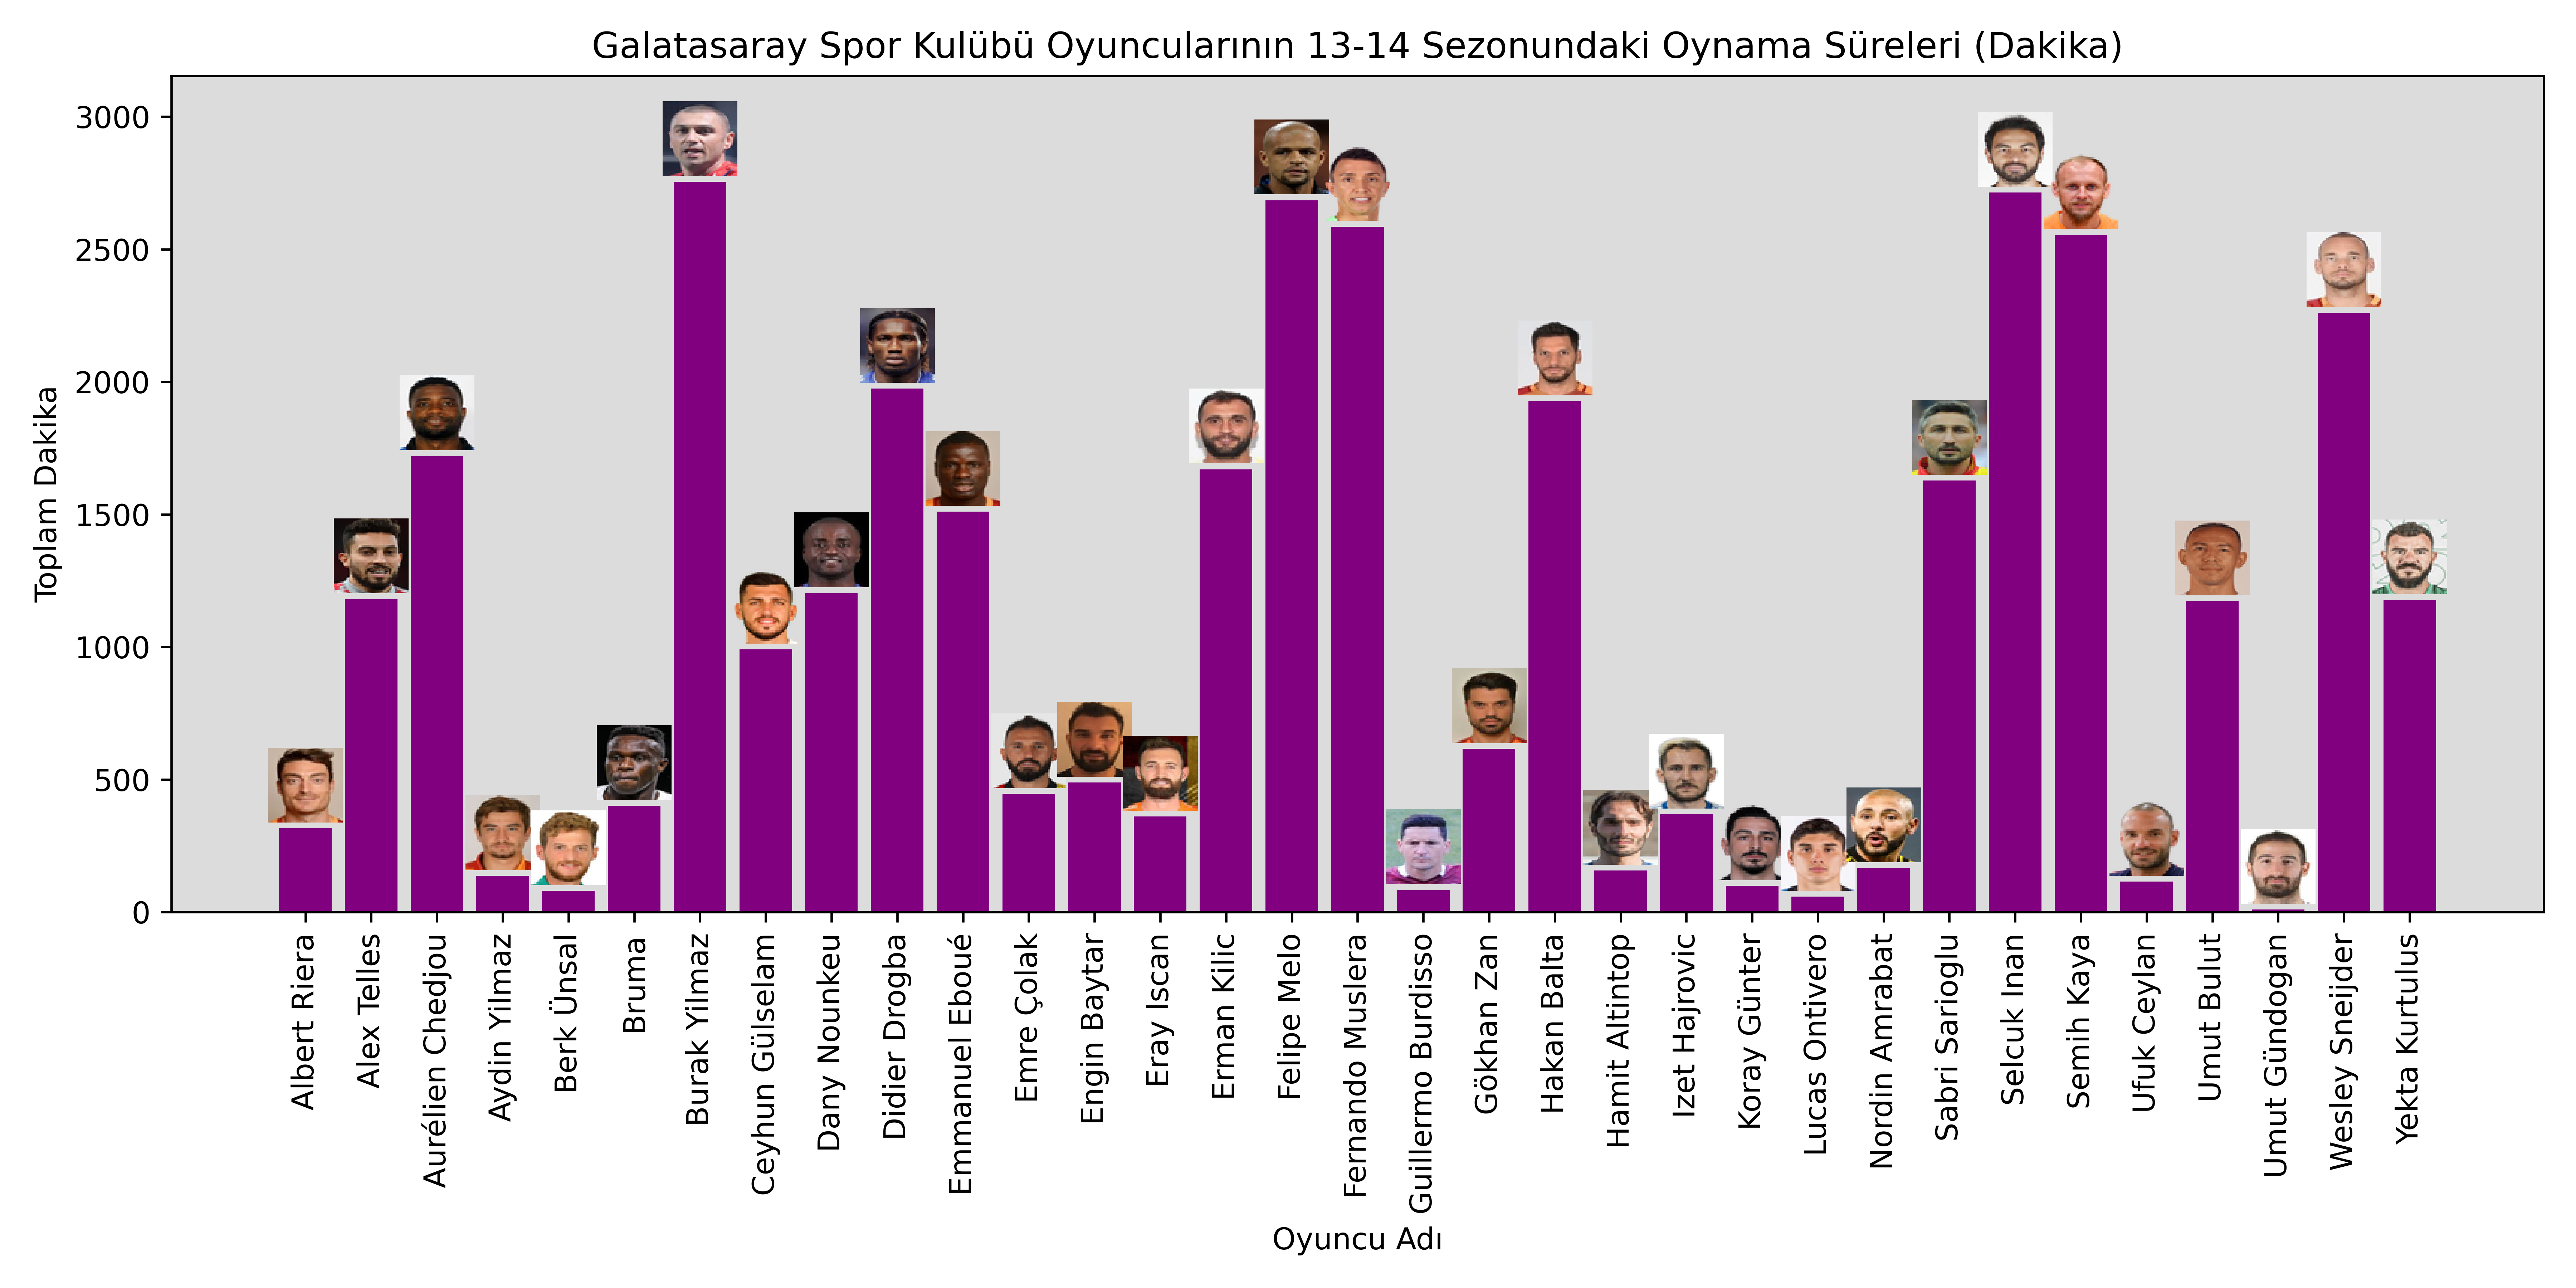 Galatasaray Spor Kulübü Oyuncularının 13-14 Sezonundaki Oynama Süreleri (Dakika)
Toplam Dakika
3000
2500
2000
1500
1000
500
0
Albert Riera
Alex Telles
Aurélien Chedjou
Aydin Yilmaz
Berk Ünsal
Bruma
Burak Yilmaz
Ceyhun Gülselam
Dany Nounkeu
Didier Drogba
Emmanuel Eboué
Emre Çolak
Engin Baytar
Eray Iscan
Erman Kilic
Felipe Melo
Fernando Muslera
Guillermo Burdisso
Gökhan Zan
Hakan Balta
Hamit Altintop
Izet Hajrovic
Koray Günter
Lucas Ontivero
Nordin Amrabat
Sabri Sarioglu
Selcuk Inan
Semih Kaya
Ufuk Ceylan
Umut Bulut
Umut Gündogan
Wesley Sneijder
Yekta Kurtulus
Oyuncu Adı